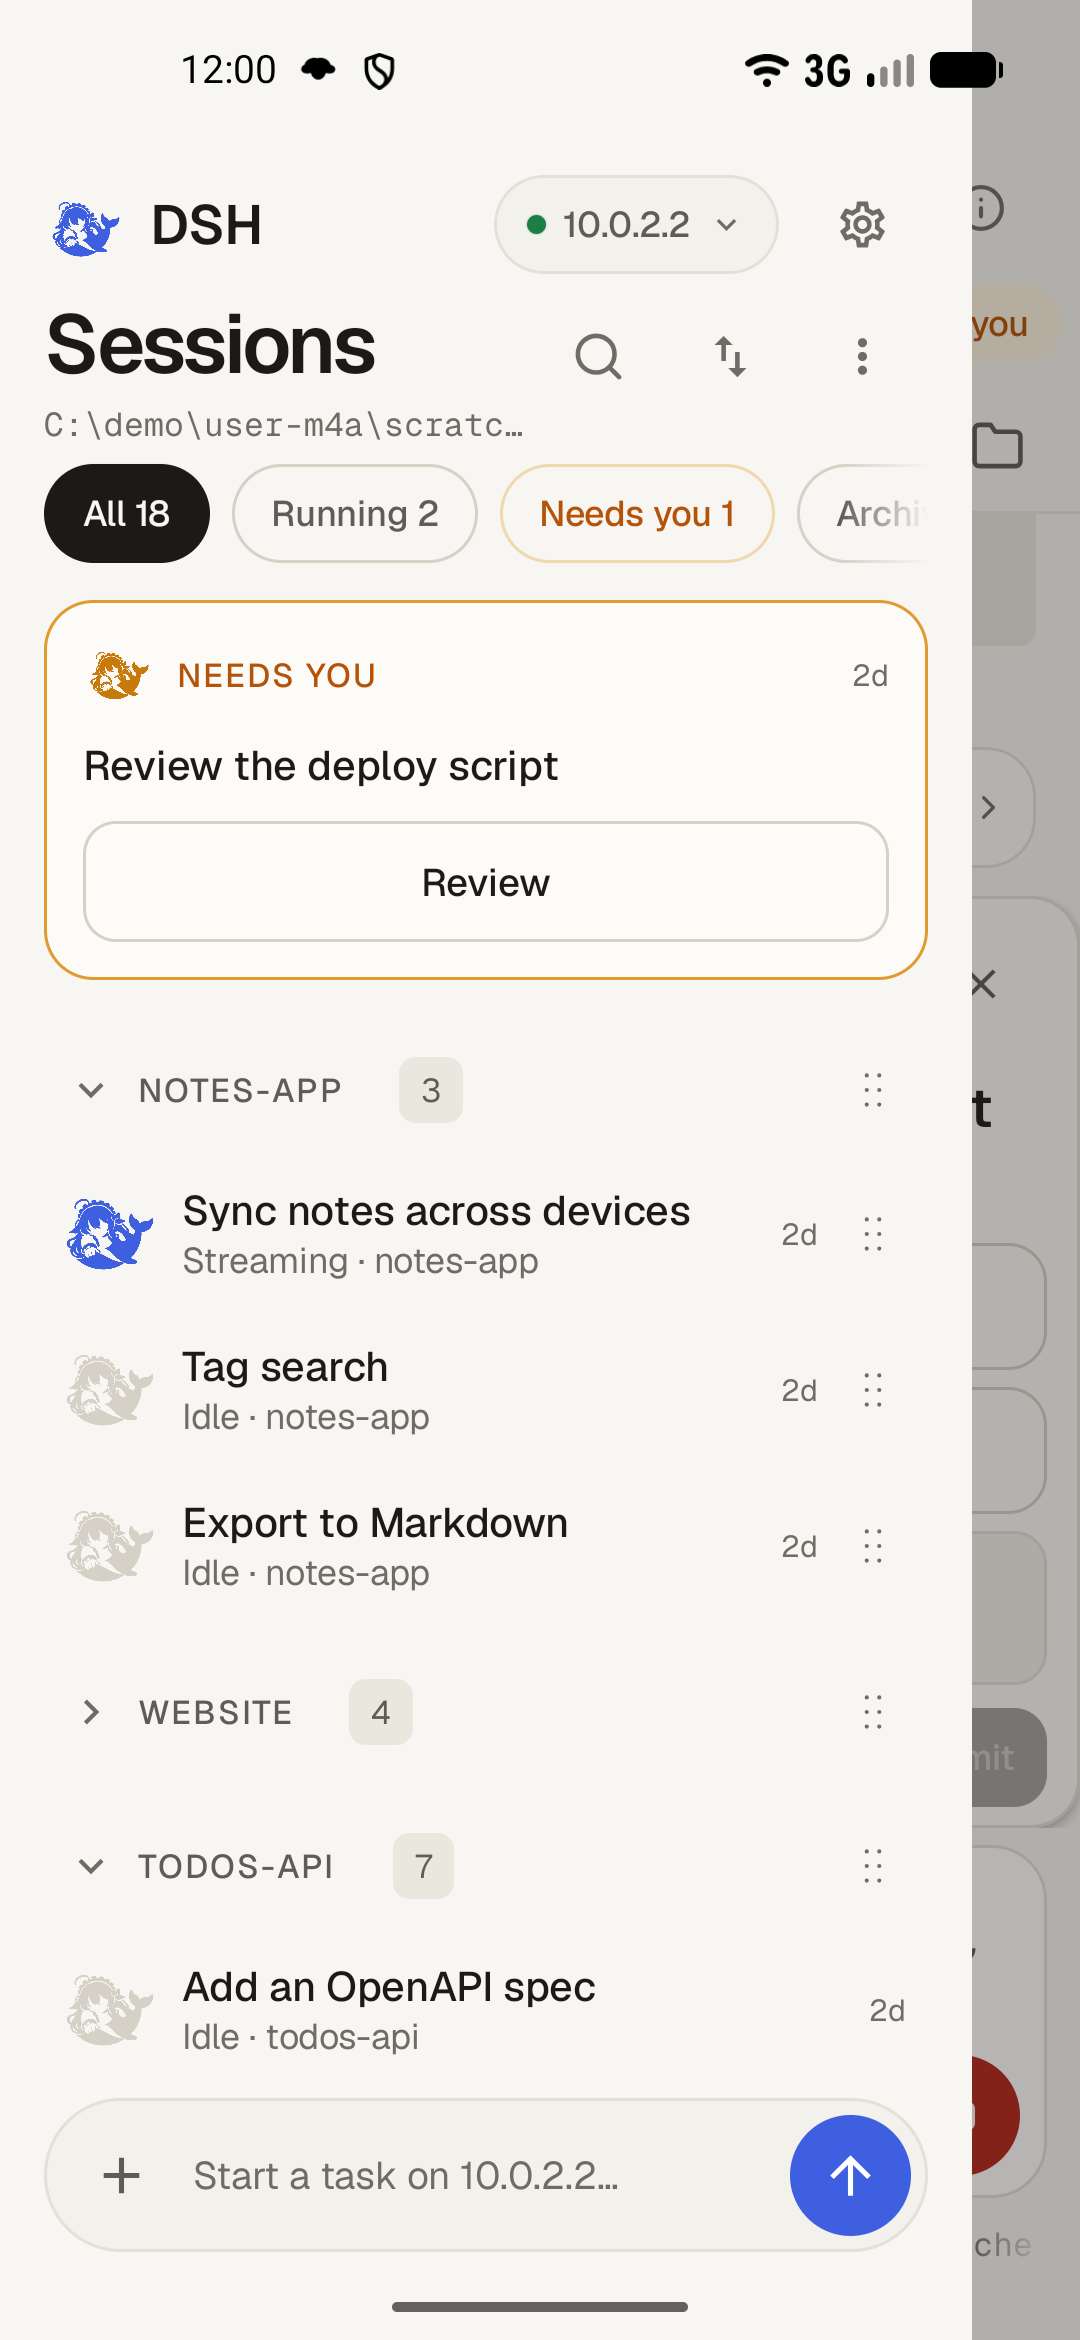 12:00
3G
DSH
10.0.2.2
Sessions
you
C:\demo\user-m4a\scratc…
All 18
Running 2
Needs you 1
Archi
NEEDS YOU
2d
Review the deploy script
Review
NOTES-APP
3
t
Sync notes across devices
2d
Streaming · notes-app
Tag search
2d
Idle · notes-app
Export to Markdown
2d
Idle · notes-app
WEBSITE
4
mit
TODOS-API
7
Add an OpenAPI spec
2d
Idle · todos-api
Start a task on 10.0.2.2…
che